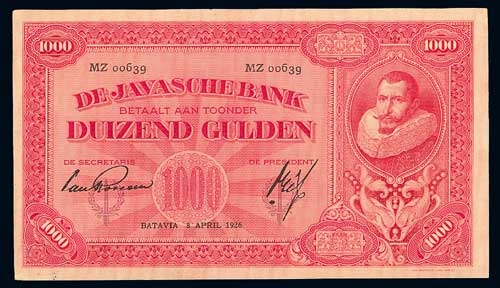 1000 1000
MZ 00639 MZ 00639
DE JAVASCHE BANK
BETAALT AAN TOONDER
DUIZEND GULDEN
DE SECRETARIS DE PRESIDENT
1000
BATAVIA 8 APRIL 1926
1000 1000